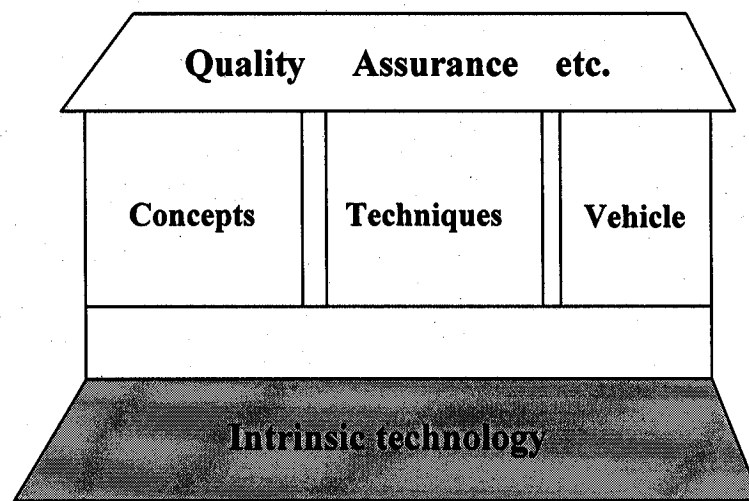 Quality Assurance etc.
Concepts Techniques Vehicle
Intrinsic technology